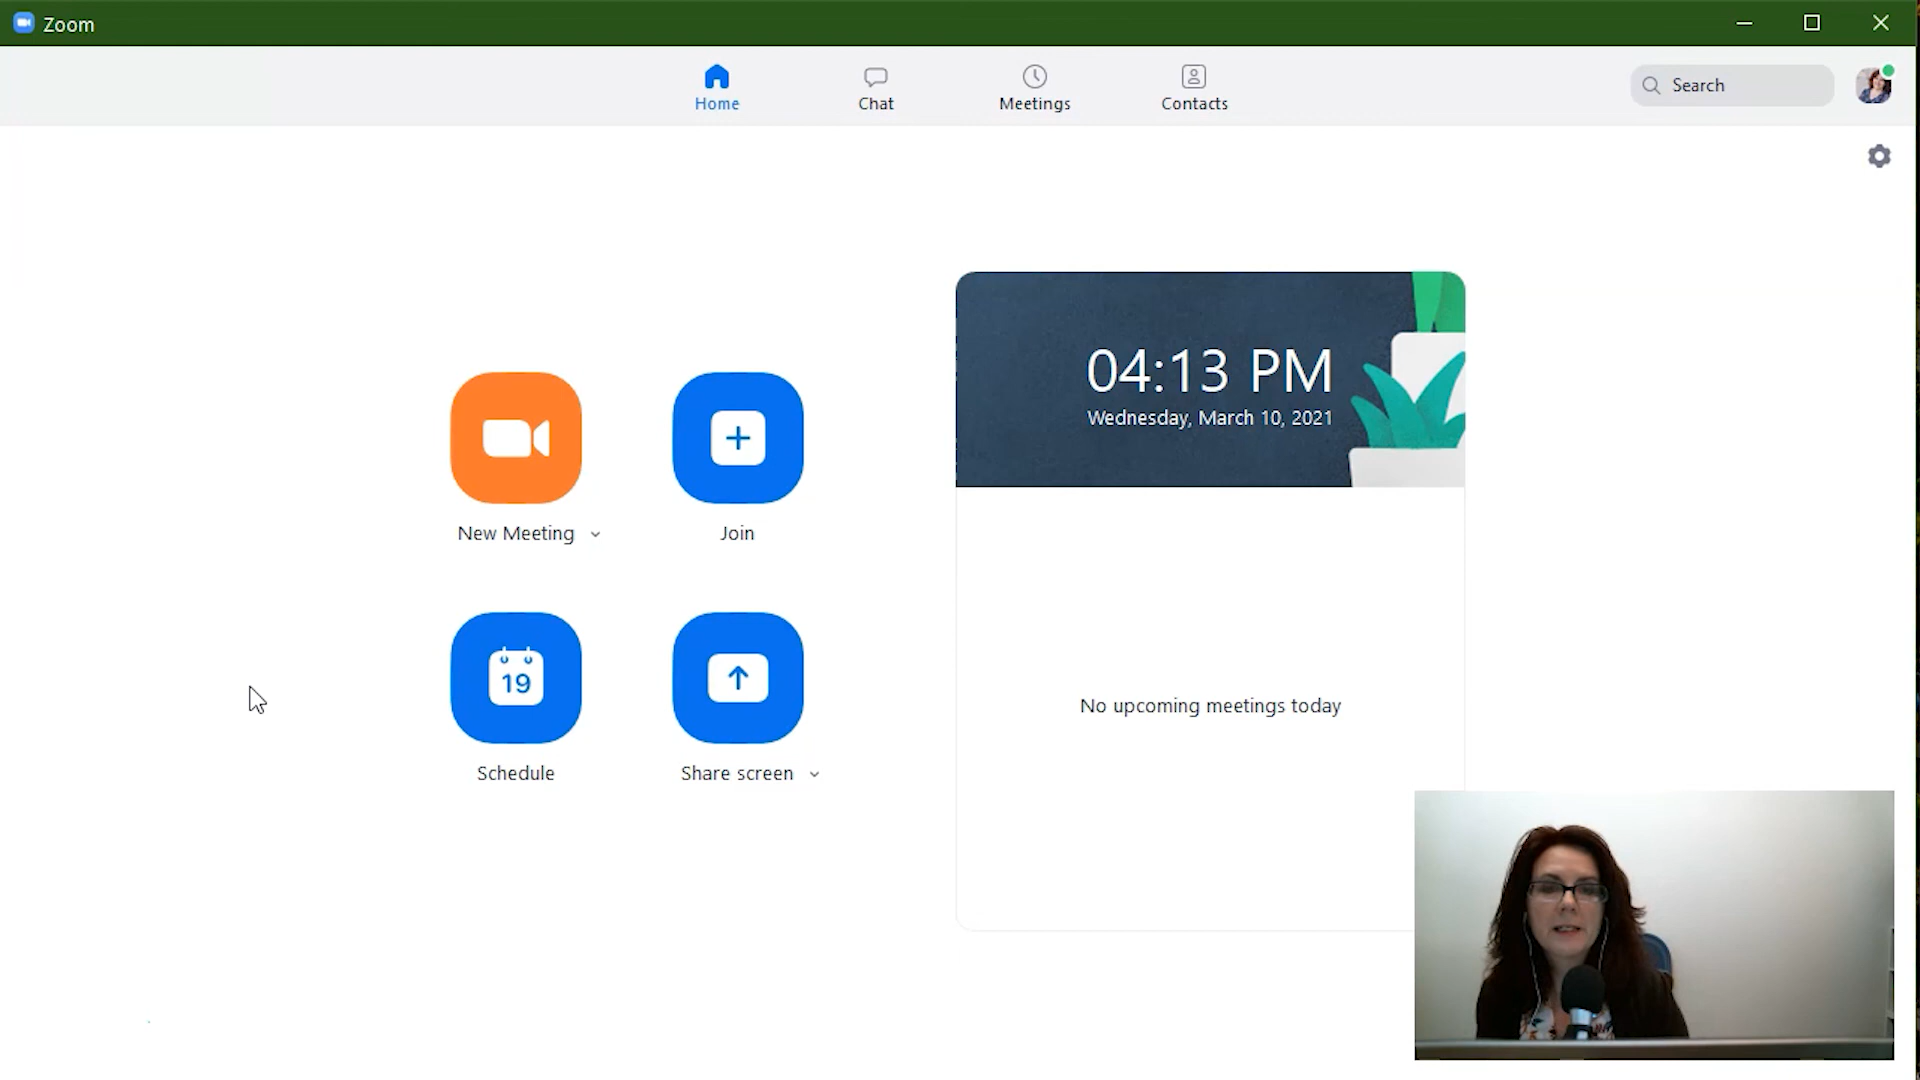 Zoom
Home
Chat
Meetings
Contacts
Search
04:13 PM
Wednesday, March 10, 2021
New Meeting
Join
19
Schedule
Share screen
No upcoming meetings today